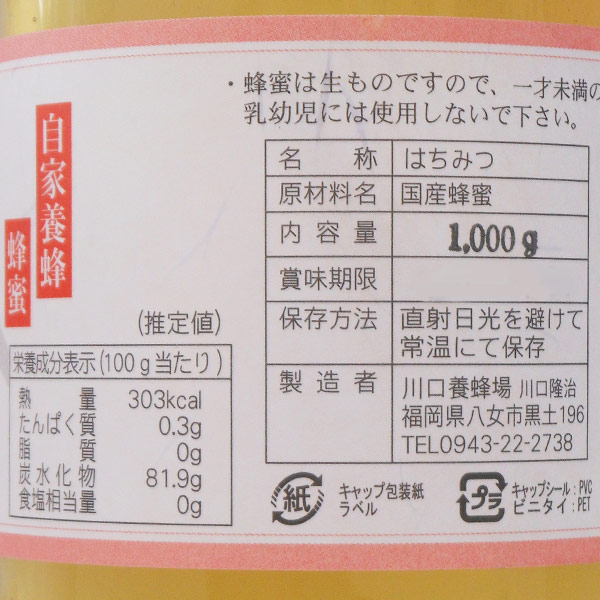 ・蜂蜜は生ものですので、一才未満の
乳幼児には使用しないで下さい。
自家養蜂
蜂蜜
名称 はちみつ
原材料名 国産蜂蜜
内容量 1,000g
賞味期限
保存方法 直射日光を避けて
常温にて保存
製造者 川口養蜂場 川口隆治
福岡県八女市黒土196
TEL0943-22-2738
(推定値)
栄養成分表示(100g当たり)
熱量 303kcal
たんぱく質 0.3g
脂質 0g
炭水化物 81.9g
食塩相当量 0g
紙
キャップ包装紙
ラベル
プラ
キャップシール:PVC
ビニタイ:PET